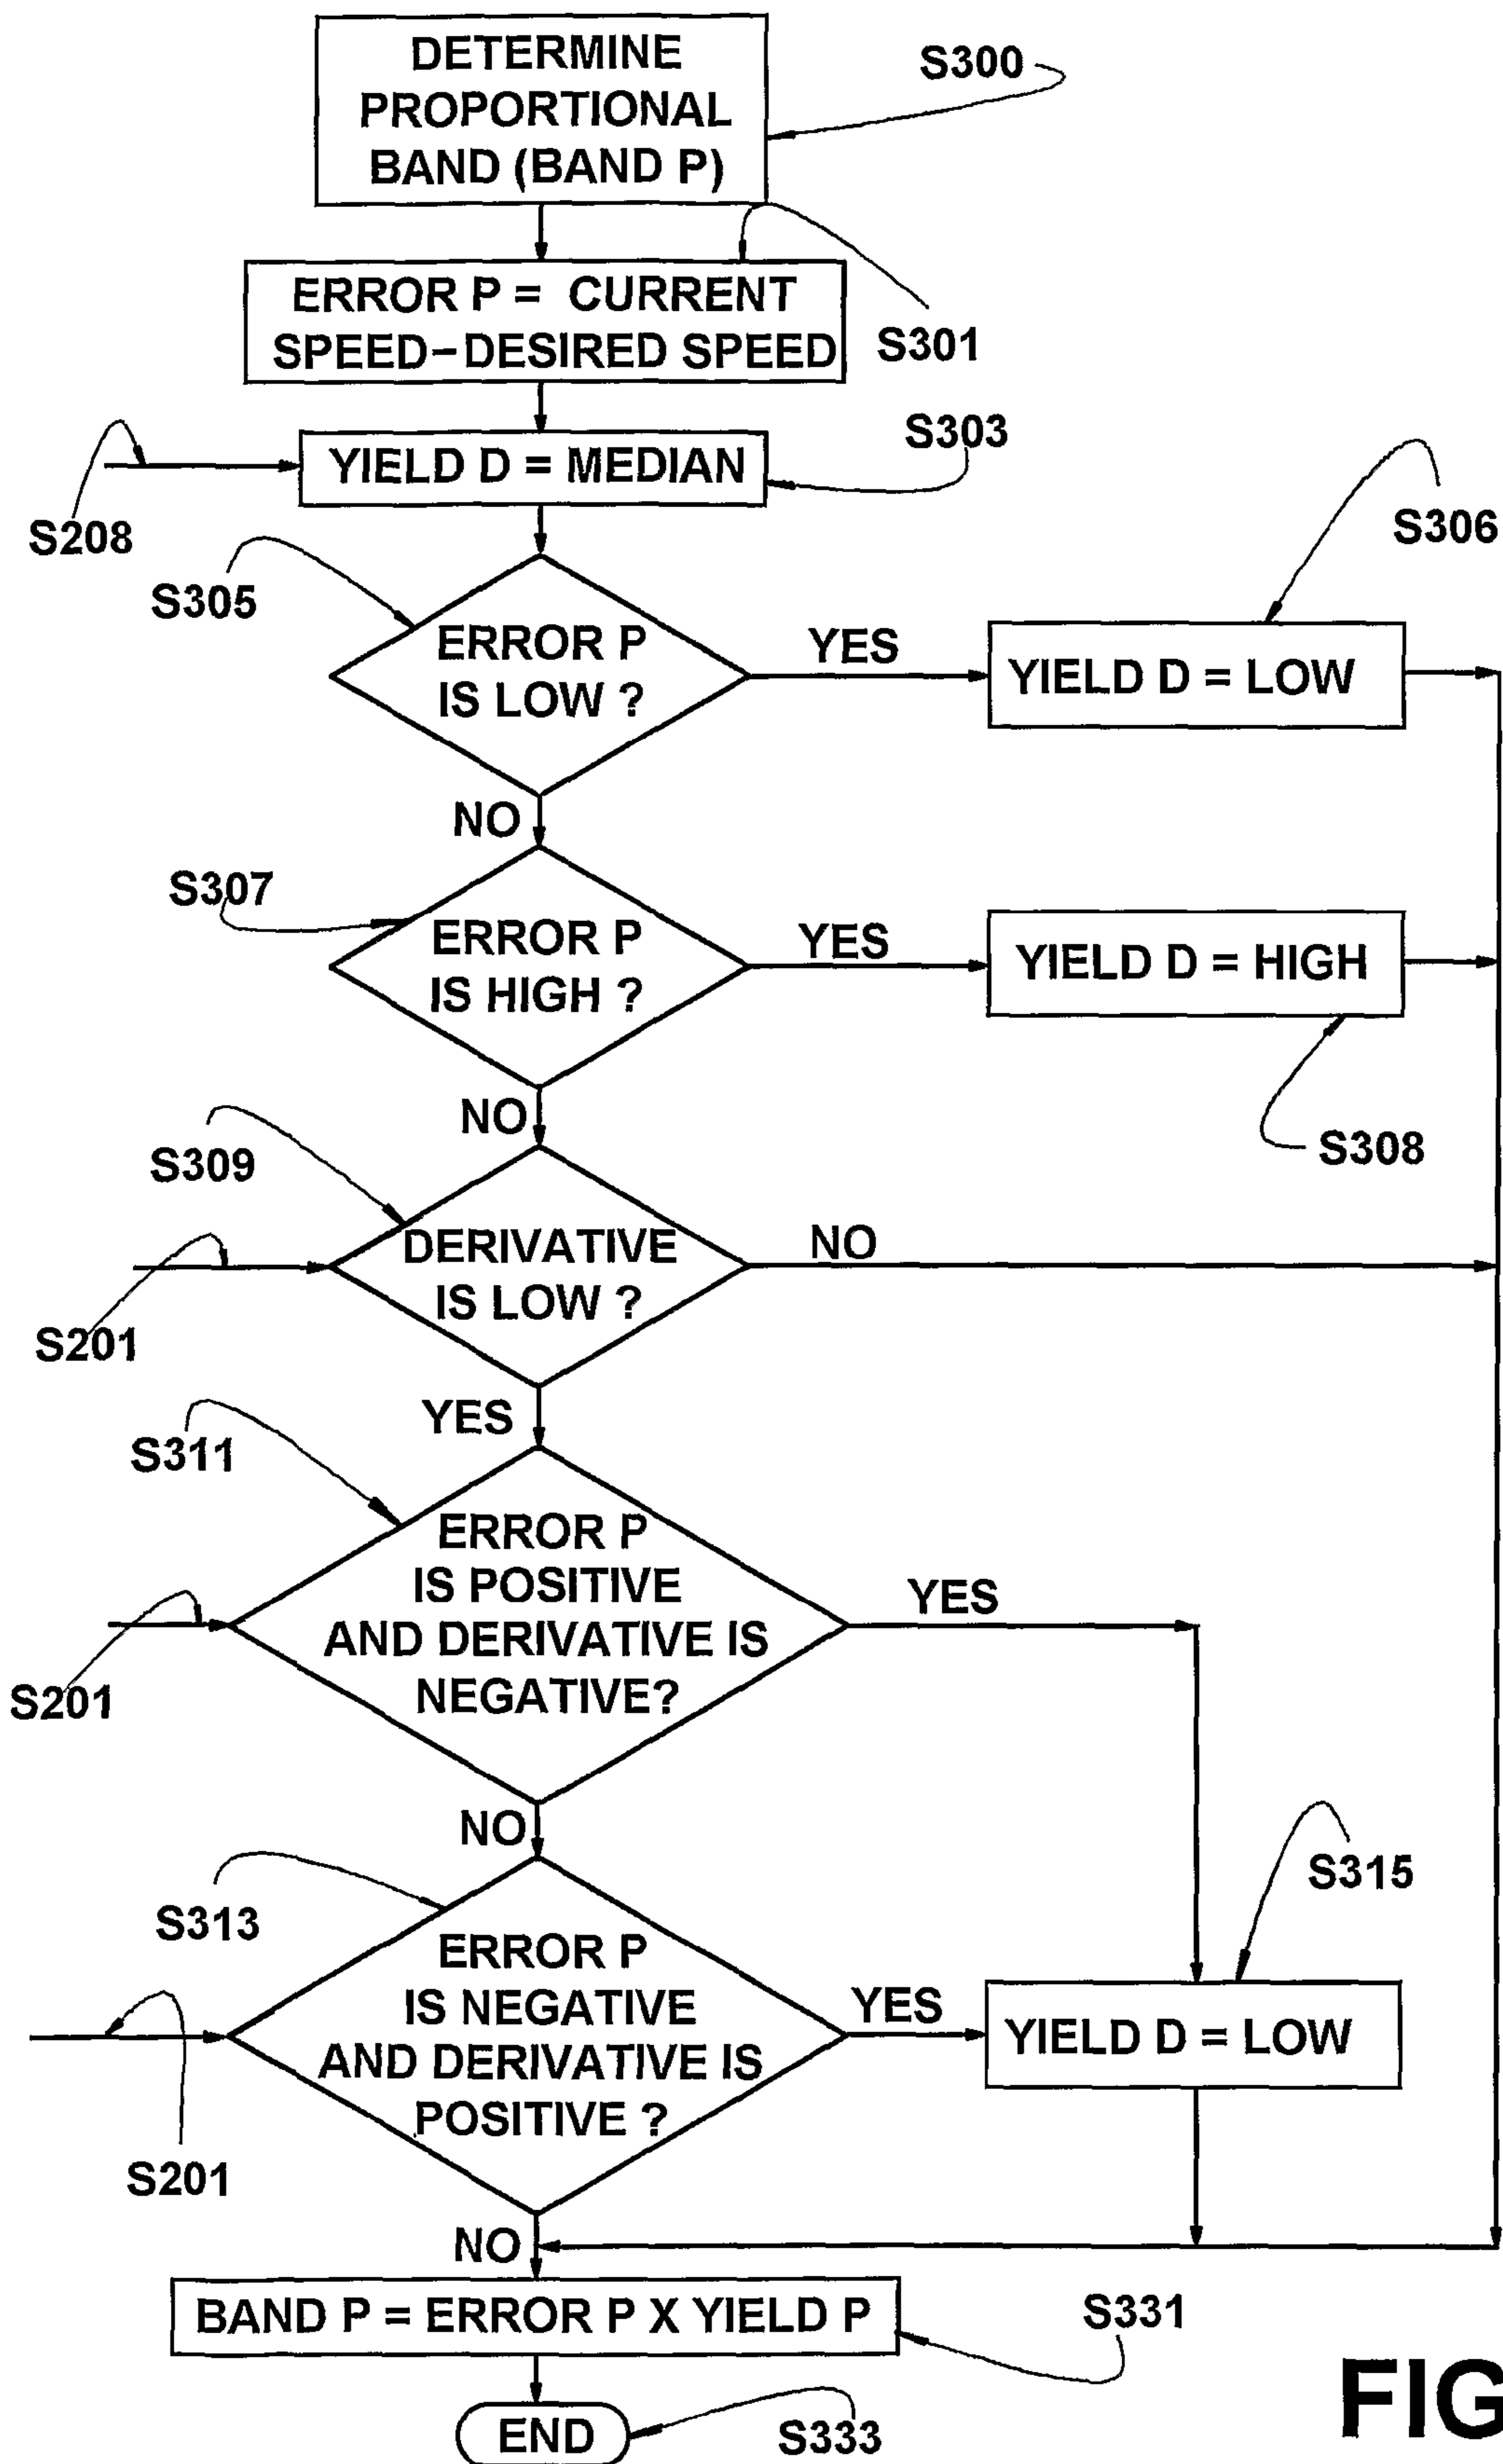 DETERMINE
PROPORTIONAL
BAND (BAND P)
S300
ERROR P = CURRENT
SPEED–DESIRED SPEED
S301
YIELD D = MEDIAN
S303
S208
S305
ERROR P
IS LOW ?
YES
YIELD D = LOW
S306
NO
S307
ERROR P
IS HIGH ?
YES
YIELD D = HIGH
S308
NO
S309
DERIVATIVE
IS LOW ?
NO
S201
YES
S311
ERROR P
IS POSITIVE
AND DERIVATIVE IS
NEGATIVE?
YES
S201
NO
S313
ERROR P
IS NEGATIVE
AND DERIVATIVE IS
POSITIVE ?
YES
YIELD D = LOW
S315
S201
NO
BAND P = ERROR P X YIELD P
S331
END
S333
FIG